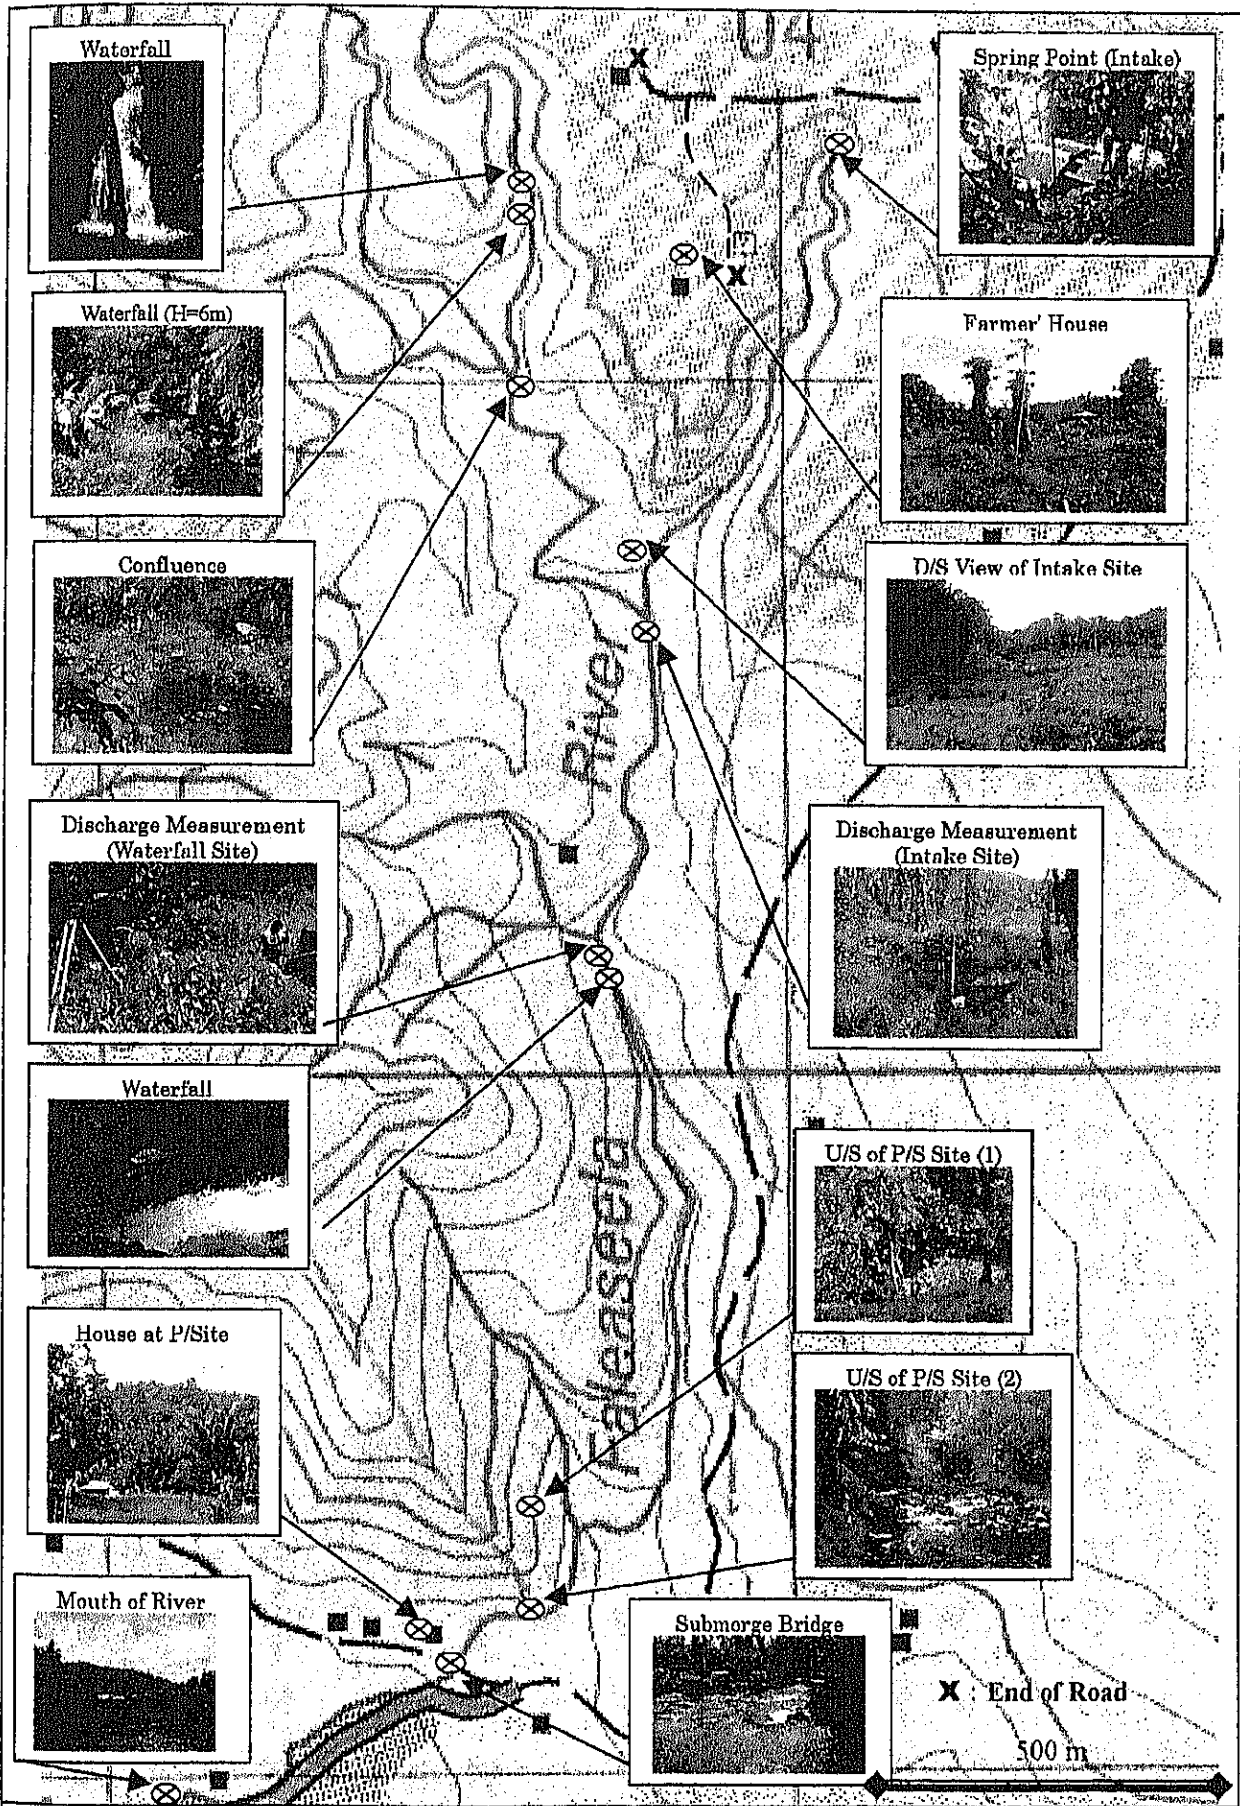 Waterfall
04
X
Spring Point (Intake)
Waterfall (H=6m)
X
Farmer' House
Confluence
D/S View of Intake Site
River
Discharge Measurement
(Waterfall Site)
Discharge Measurement
(Intake Site)
Waterfall
U/S of P/S Site (1)
Faleaseela
House at P/Site
U/S of P/S Site (2)
Mouth of River
Submorge Bridge
X : End of Road
500 m